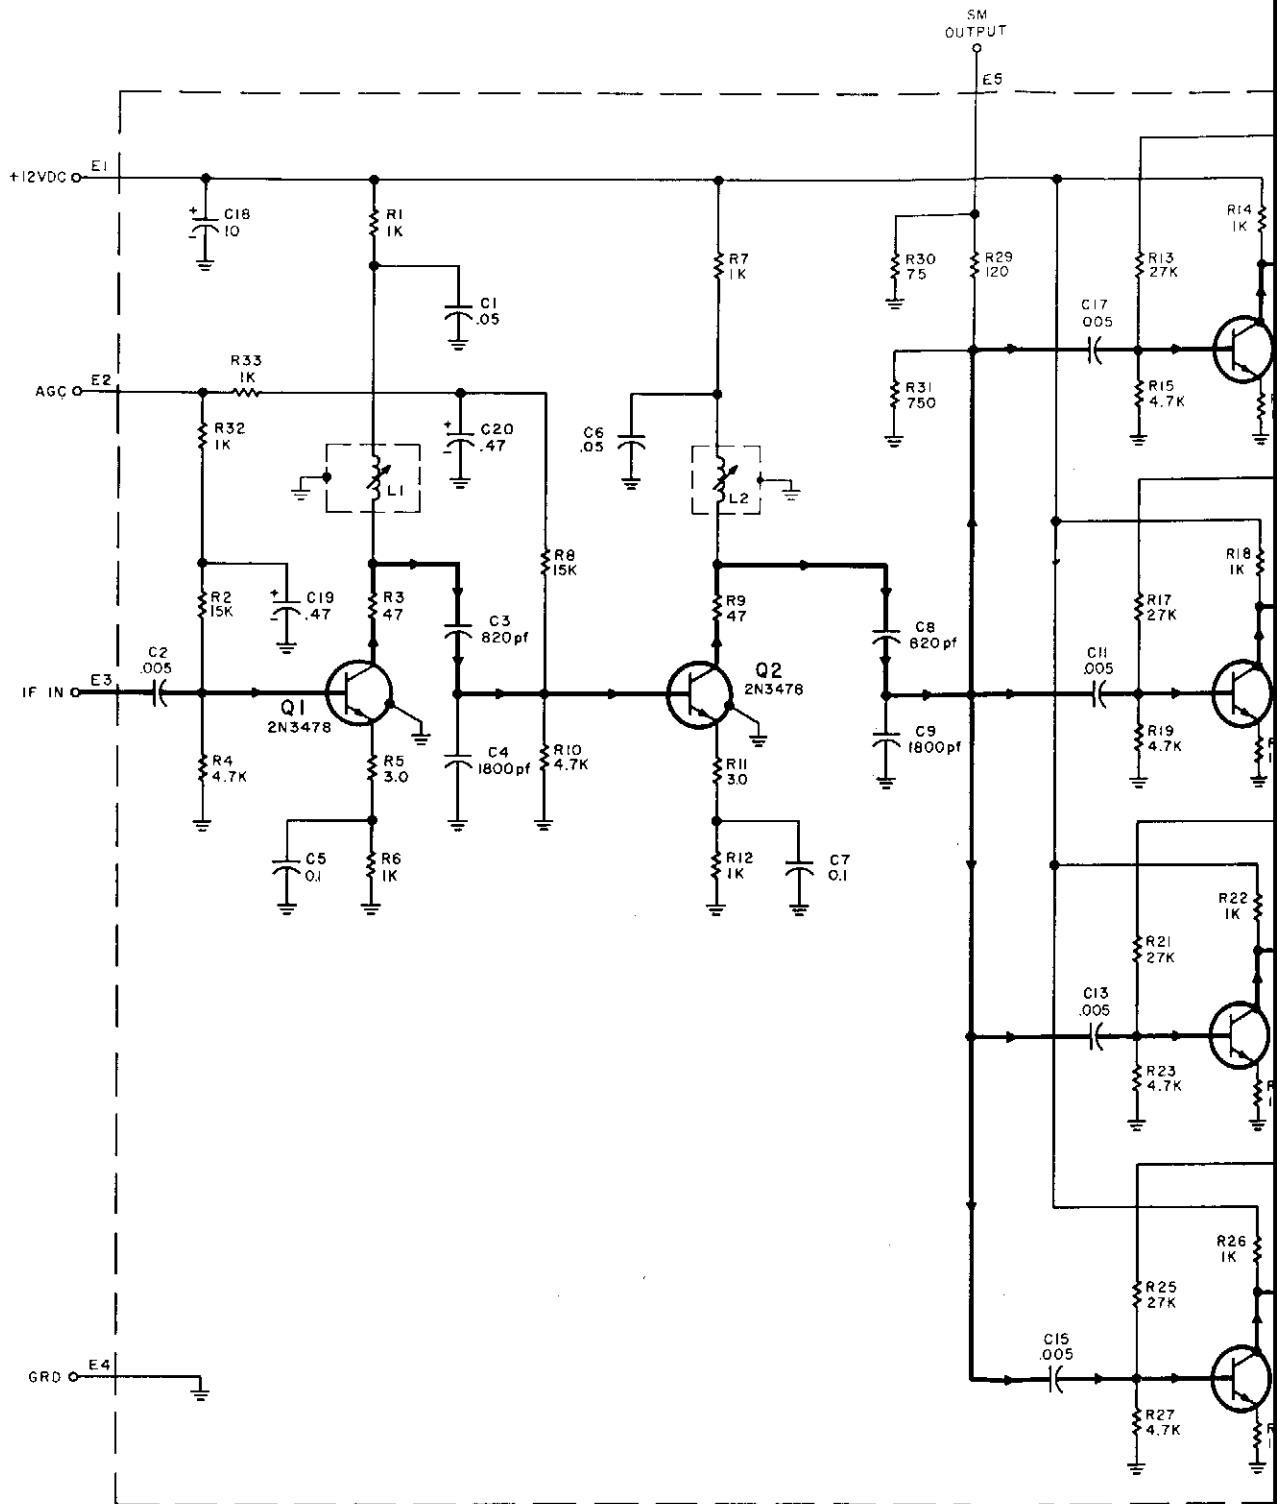 SM
OUTPUT
E5
+12VDC
E1
C18
10
+
-
R1
1K
C1
.05
R7
1K
R30
75
R29
120
R14
1K
R13
27K
C17
.005
R15
4.7K
R33
1K
AGC
E2
R32
1K
C20
.47
+
-
C6
.05
R31
750
L1
L2
R8
15K
R18
1K
R17
27K
R2
15K
C19
.47
+
-
R3
47
C3
820pf
R9
47
C8
820pf
C2
.005
C11
.005
IF IN
E3
Q1
2N3478
Q2
2N3478
R4
4.7K
R5
3.0
C4
1800pf
R10
4.7K
R11
3.0
C9
1800pf
R19
4.7K
C5
0.1
R6
1K
R12
1K
C7
0.1
R22
1K
R21
27K
C13
.005
R23
4.7K
R26
1K
R25
27K
C15
.005
GRD
E4
R27
4.7K